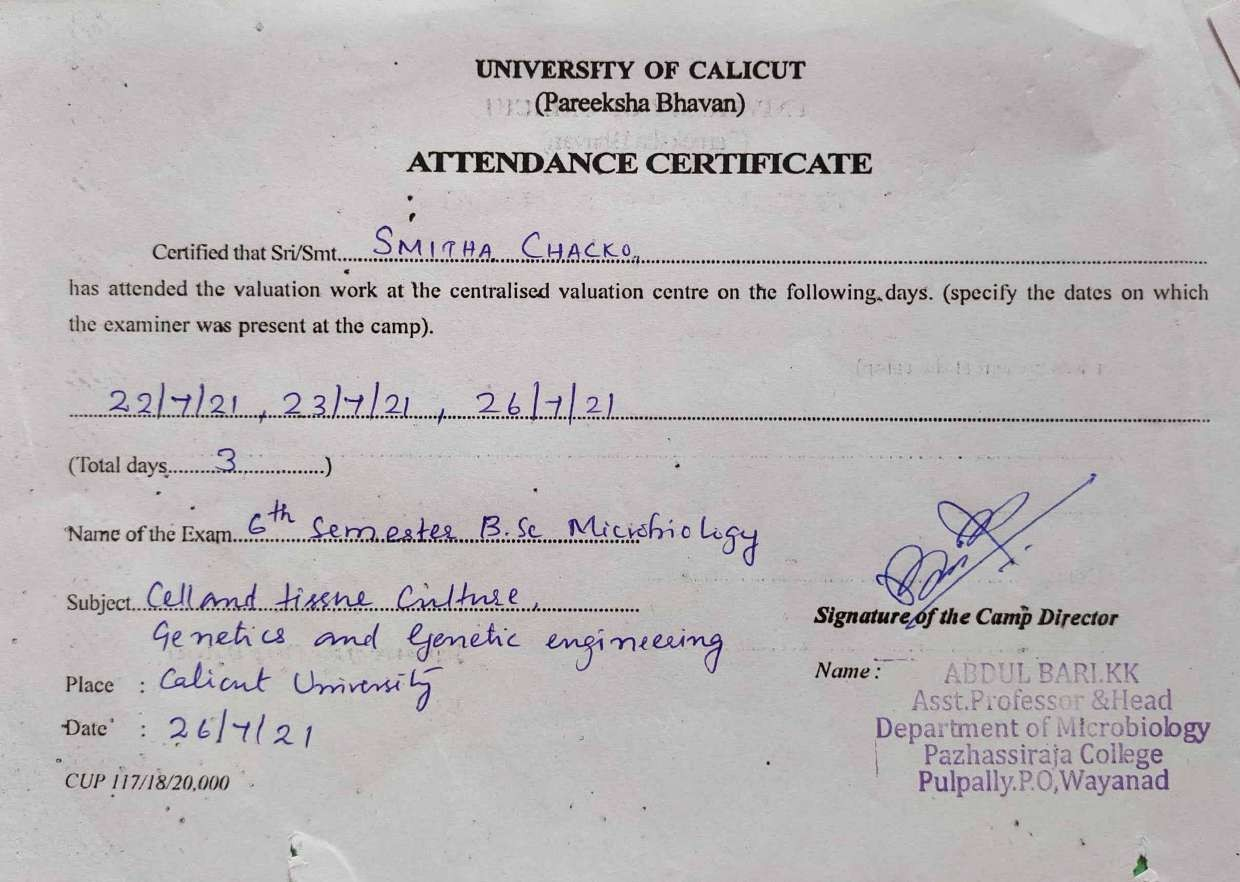 UNIVERSITY OF CALICUT
(Pareeksha Bhavan)
ATTENDANCE CERTIFICATE
Certified that Sri/Smt.....SMITHA CHACKO,
has attended the valuation work at the centralised valuation centre on the following days. (specify the dates on which
the examiner was present at the camp).
22/7/21, 23/7/21, 26/7/21
(Total days.........3...............)
Name of the Exam...6th Semester B.Sc Microbiology
Subject...Cell and tissue Culture,
Genetics and Genetic engineering
Place : Calicut University
Date : 26/7/21
CUP 117/18/20,000
Signature of the Camp Director
Name :
ABDUL BARI.KK
Asst.Professor &Head
Department of Microbiology
Pazhassiraja College
Pulpally.P.O,Wayanad